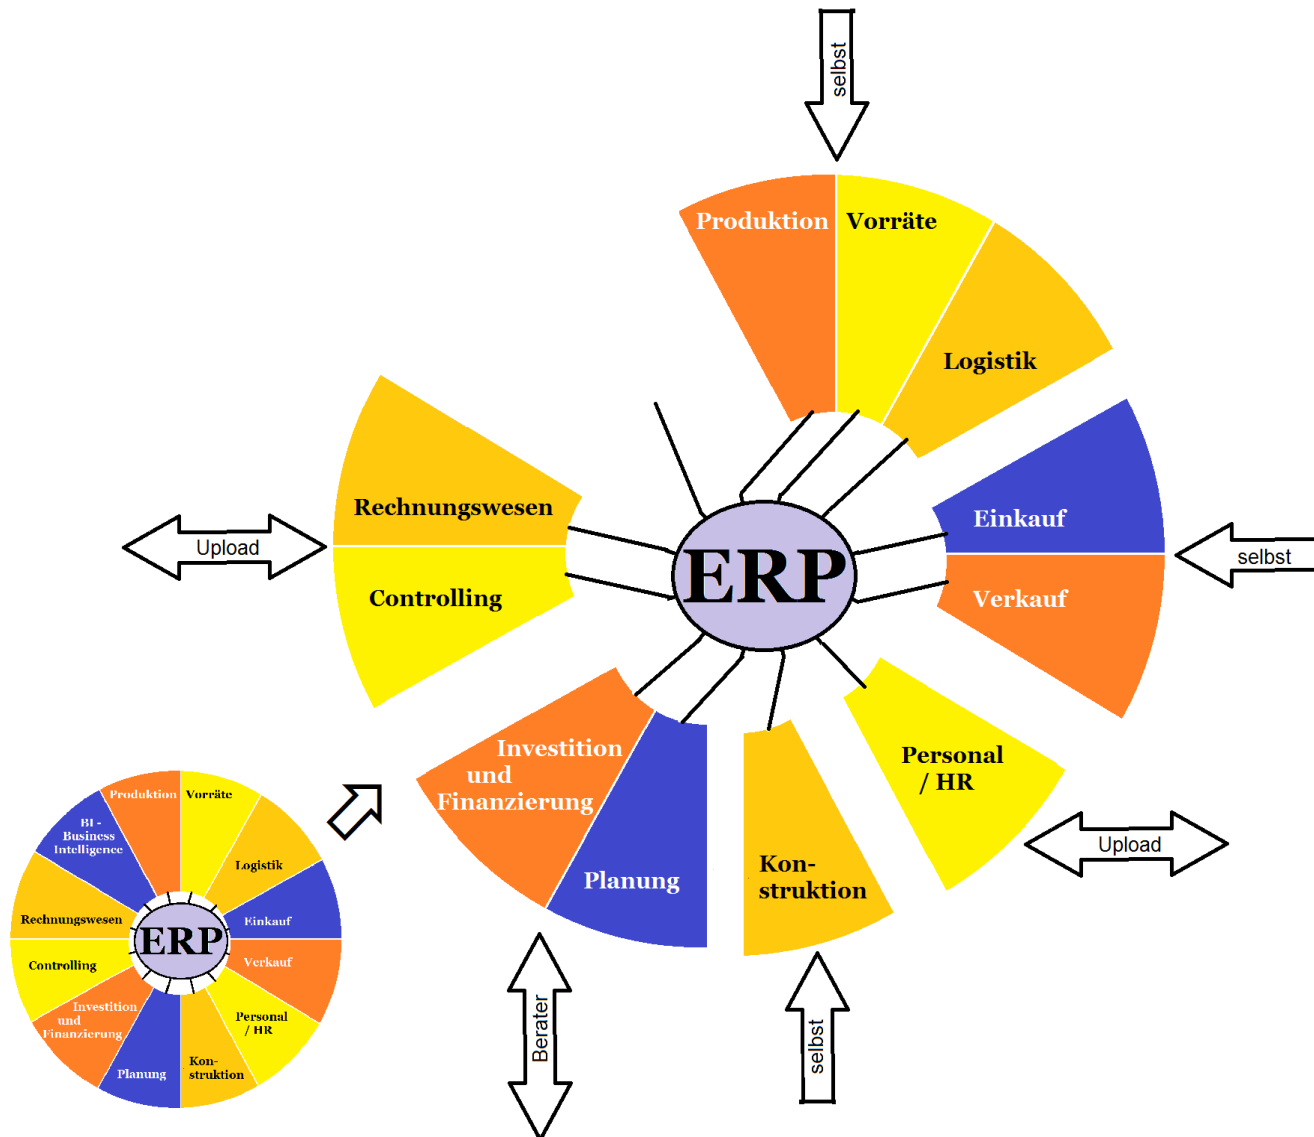 selbst
Produktion
Vorräte
Logistik
Rechnungswesen
Einkauf
Upload
ERP
selbst
Controlling
Verkauf
Investition
und
Finanzierung
Personal
/ HR
Planung
Kon-
struktion
Upload
Berater
selbst
Produktion
Vorräte
BI -
Business
Intelligence
Logistik
Rechnungswesen
Einkauf
ERP
Controlling
Verkauf
Investition
und
Finanzierung
Personal
/ HR
Planung
Kon-
struktion